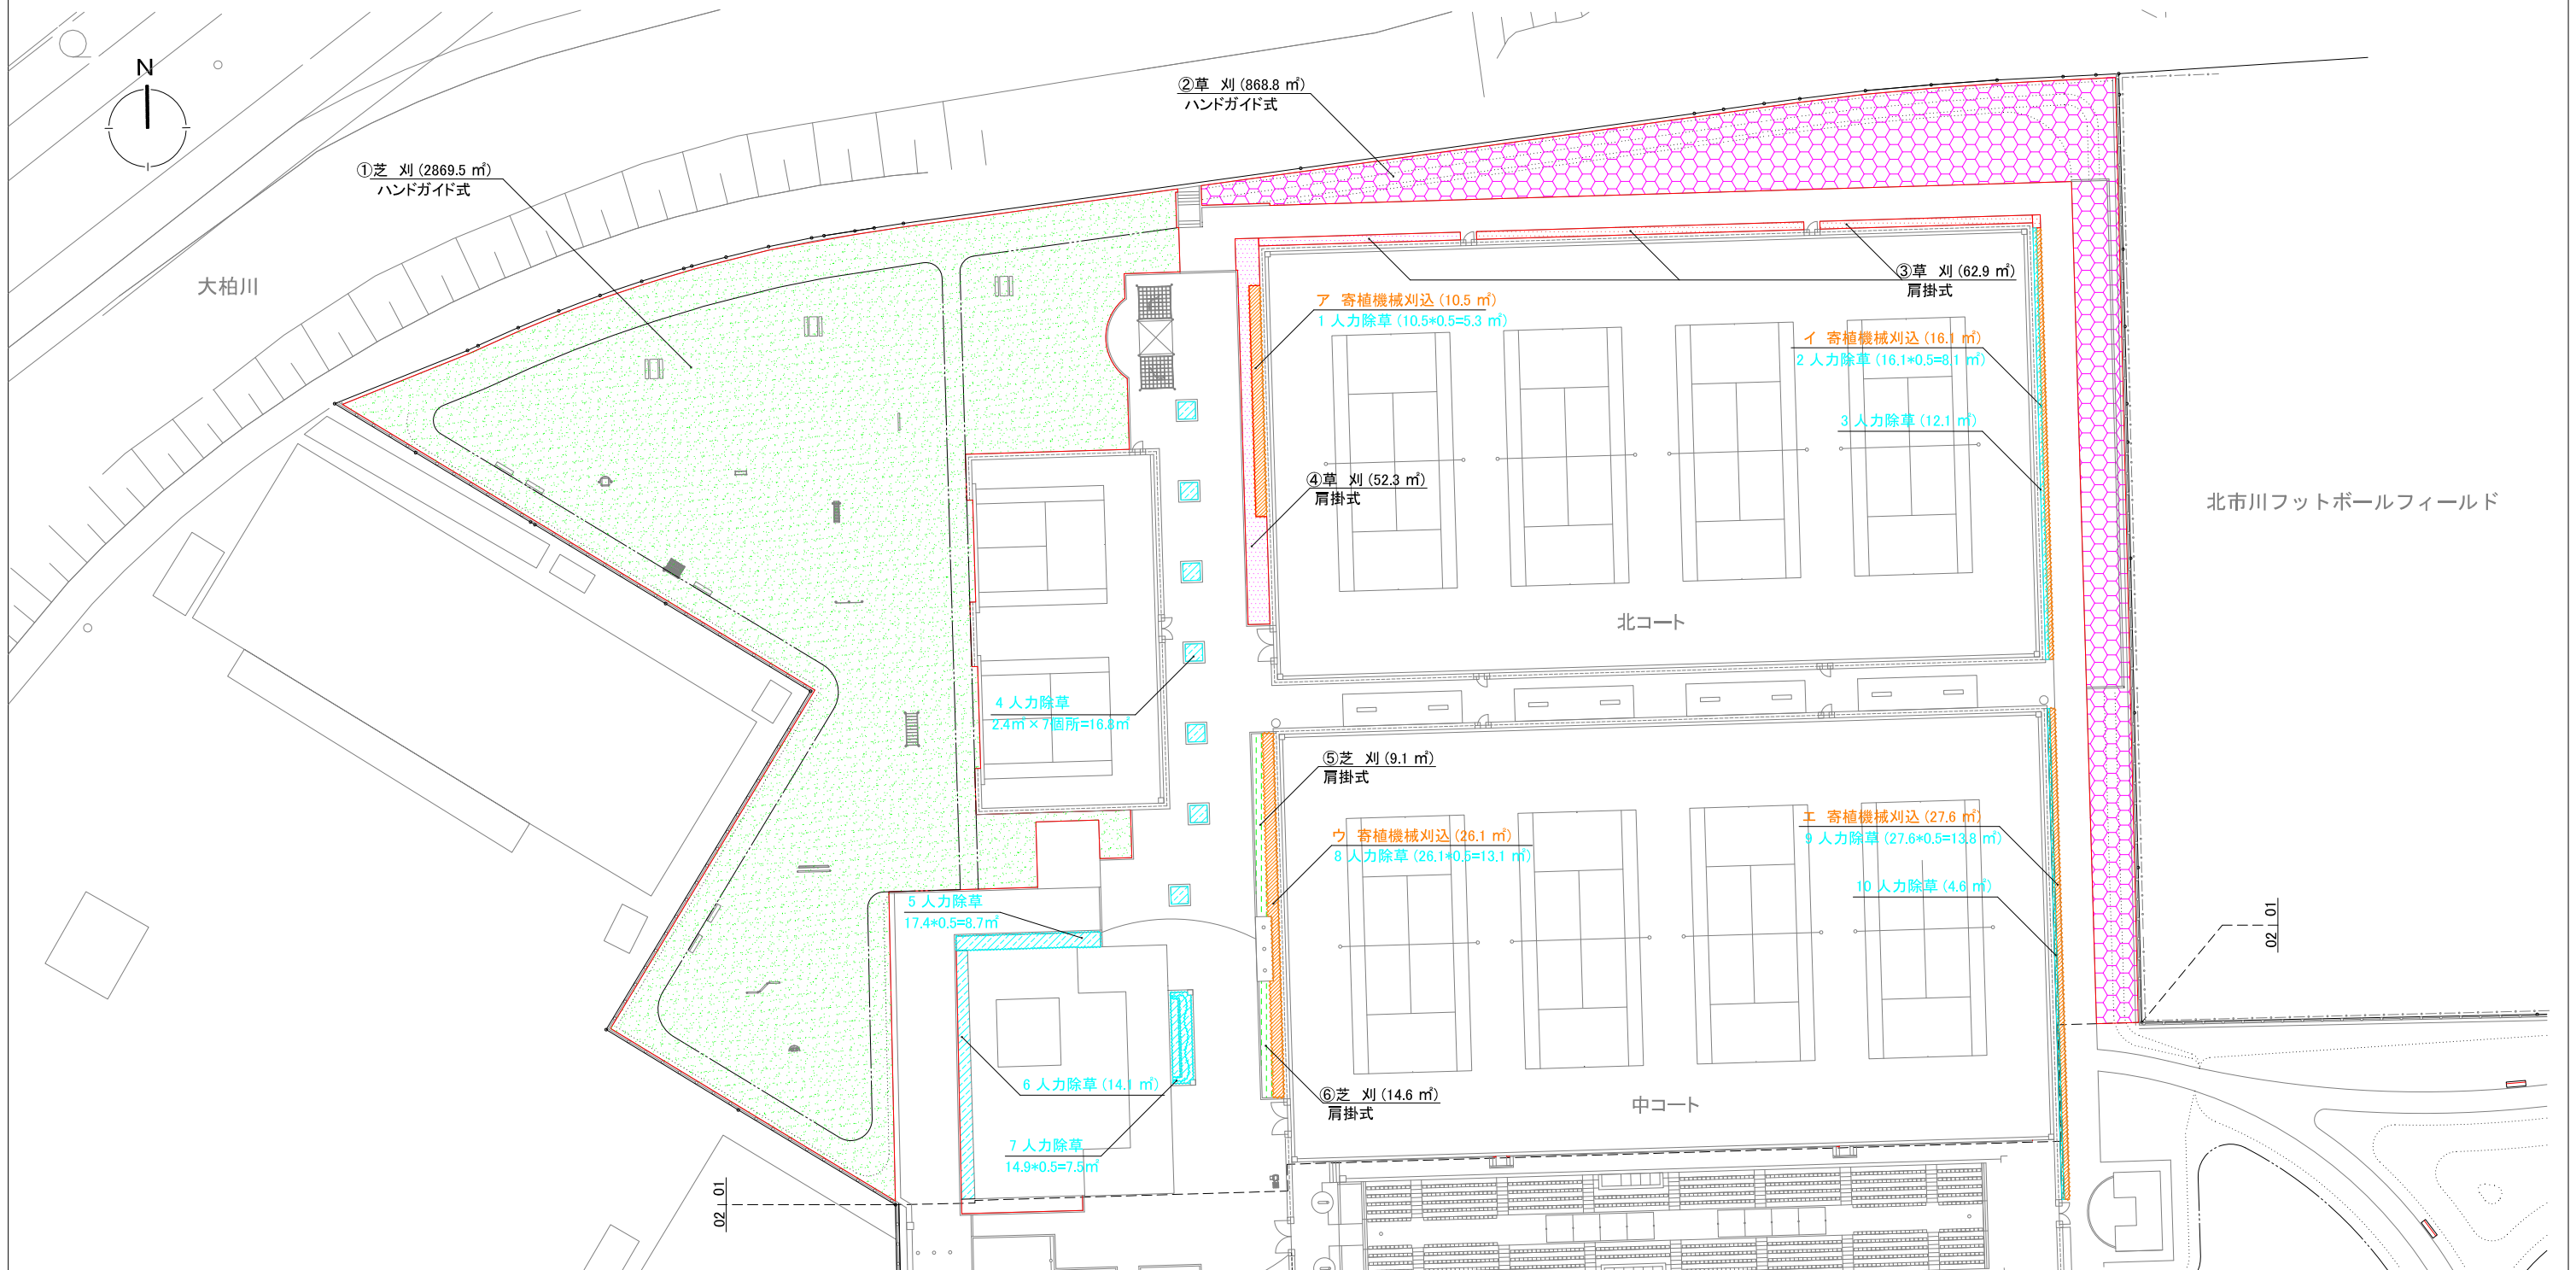 N
②草 刈 (868.8 ㎡)
ハンドガイド式
①芝 刈 (2869.5 ㎡)
ハンドガイド式
大柏川
③草 刈 (62.9 ㎡)
肩掛式
ア 寄植機械刈込 (10.5 ㎡)
1 人力除草 (10.5*0.5=5.3 ㎡)
イ 寄植機械刈込 (16.1 ㎡)
2 人力除草 (16.1*0.5=8.1 ㎡)
3 人力除草 (12.1 ㎡)
④草 刈 (52.3 ㎡)
肩掛式
北市川フットボールフィールド
北コート
4 人力除草
2.4㎡×7個所=16.8㎡
⑤芝 刈 (9.1 ㎡)
肩掛式
ウ 寄植機械刈込 (26.1 ㎡)
8 人力除草 (26.1*0.5=13.1 ㎡)
エ 寄植機械刈込 (27.6 ㎡)
9 人力除草 (27.6*0.5=13.8 ㎡)
10 人力除草 (4.6 ㎡)
5 人力除草
17.4*0.5=8.7㎡
02 01
6 人力除草 (14.1 ㎡)
⑥芝 刈 (14.6 ㎡)
肩掛式
中コート
7 人力除草
14.9*0.5=7.5㎡
02 01